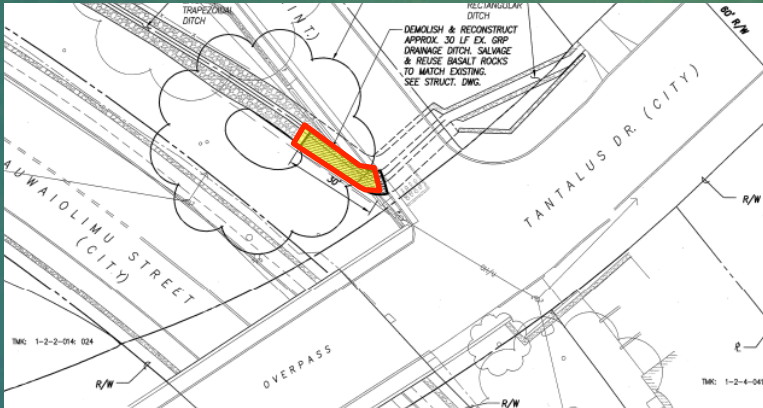 TRAPEZOIDAL
DITCH
INT.)
RECTANGULAR
DITCH
60' R/W
DEMOLISH & RECONSTRUCT
APPROX. 30 LF EX. GRP
DRAINAGE DITCH. SALVAGE
& REUSE BASALT ROCKS
TO MATCH EXISTING.
SEE STRUCT. DWG.
30'
TANTALUS DR. (CITY)
R/W
AUWAIOLIMU STREET
(CITY)
TMK: 1-2-2-014: 024
R/W
OVERPASS
R/W
TMK: 1-2-4-041